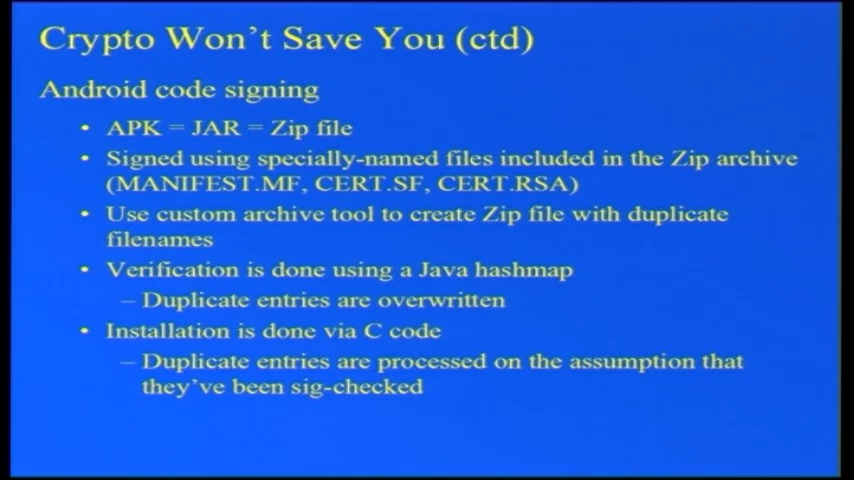 Crypto Won't Save You (ctd)
Android code signing
• APK = JAR = Zip file
• Signed using specially-named files included in the Zip archive
(MANIFEST.MF, CERT.SF, CERT.RSA)
• Use custom archive tool to create Zip file with duplicate
filenames
• Verification is done using a Java hashmap
– Duplicate entries are overwritten
• Installation is done via C code
– Duplicate entries are processed on the assumption that
they've been sig-checked